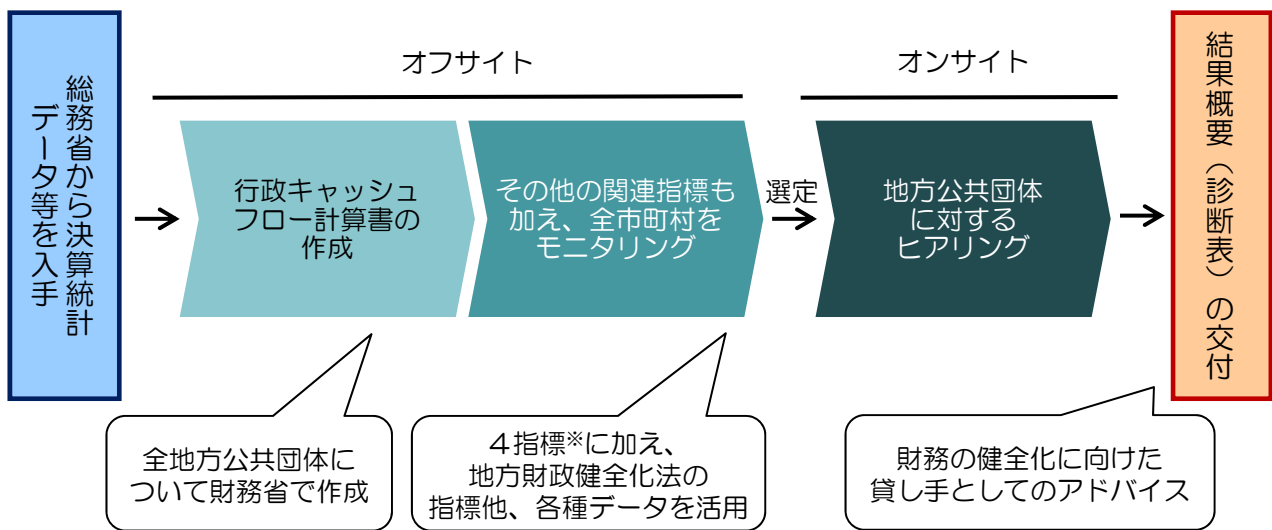 総務省から決算統計
データ等を入手
オフサイト
行政キャッシュ
フロー計算書の
作成
その他の関連指標も
加え、全市町村を
モニタリング
選定
オンサイト
地方公共団体
に対する
ヒアリング
結果概要（診断表）の交付
全地方公共団体に
ついて財務省で作成
４指標※に加え、
地方財政健全化法の
指標他、各種データを活用
財務の健全化に向けた
貸し手としてのアドバイス